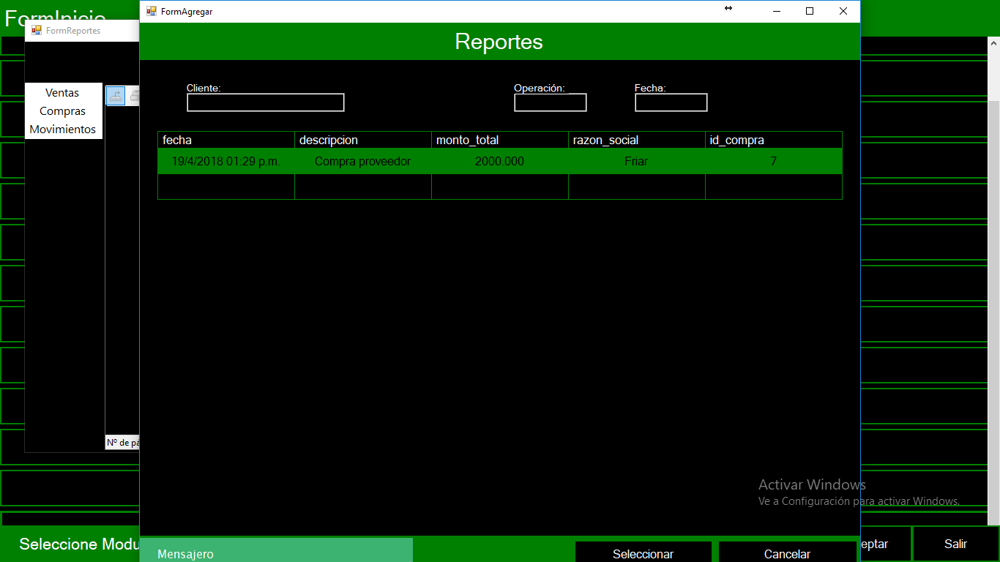 FormInicio
FormReportes
Ventas
Compras
Movimientos
Nº de pá
FormAgregar
Reportes
Cliente:
Operación:
Fecha:
fecha descripcion monto_total razon_social id_compra
19/4/2018 01:29 p.m. Compra proveedor 2000.000 Friar 7
Activar Windows
Ve a Configuración para activar Windows.
Seleccione Modu
Mensajero
Seleccionar
Cancelar
eptar
Salir